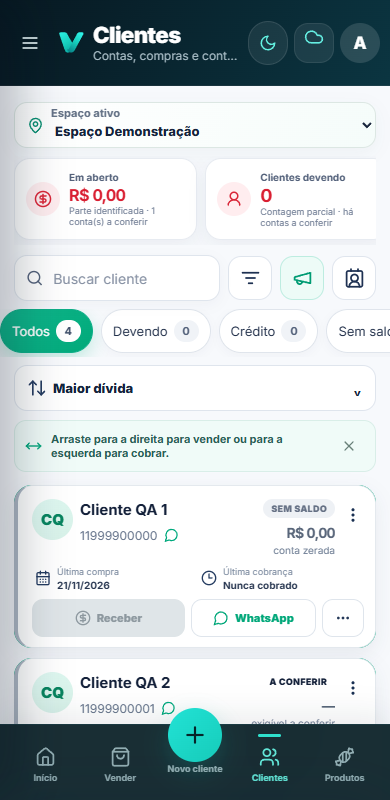 Clientes
Contas, compras e cont...
A
Espaço ativo
Espaço Demonstração
Em aberto
R$ 0,00
Parte identificada · 1
conta(s) a conferir
Clientes devendo
0
Contagem parcial · há
contas a conferir
Buscar cliente
Todos 4
Devendo 0
Crédito 0
Sem sald
Maior dívida
v
Arraste para a direita para vender ou para a
esquerda para cobrar.
CQ
Cliente QA 1
11999900000
SEM SALDO
R$ 0,00
conta zerada
Última compra
21/11/2026
Última cobrança
Nunca cobrado
Receber
WhatsApp
CQ
Cliente QA 2
11999900001
A CONFERIR
—
exigível a conferir
Início
Vender
Novo cliente
Clientes
Produtos